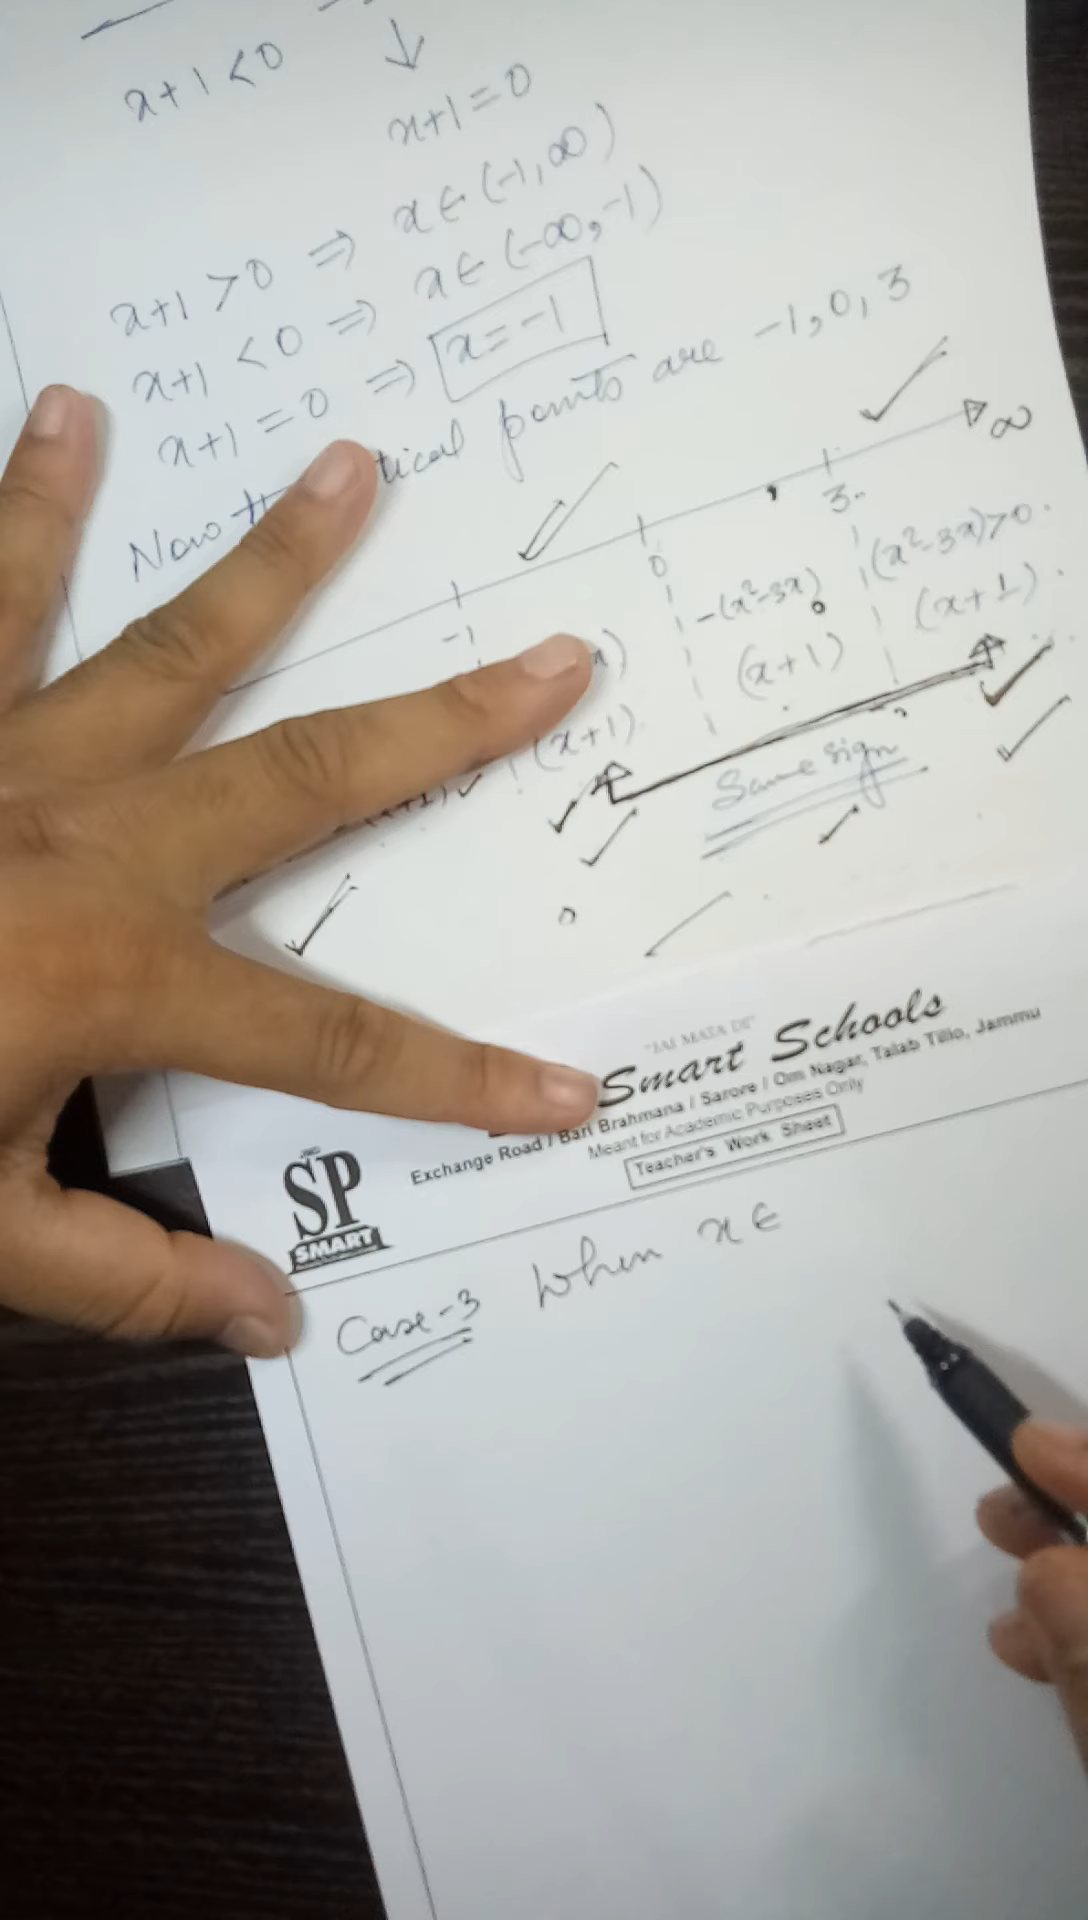 x+1 <0
↓
x+1 = 0
x+1 >0 ⇒ x ∈ (-1, ∞)
x+1 <0 ⇒ x ∈ (-∞, -1)
x+1 = 0 ⇒ x = -1
Now tical points are -1, 0, 3
-1 0 3 ∞
-(x²-3x) (x²-3x)>0
(x+1) (x+1) (x+1)
Same sign
"JAI MATA DI"
Smart Schools
Exchange Road / Bari Brahmana / Sarore / Om Nagar, Talab Tillo, Jammu
Meant for Academic Purposes Only
Teacher's Work Sheet
SP
SMART
Case-3 When x ∈